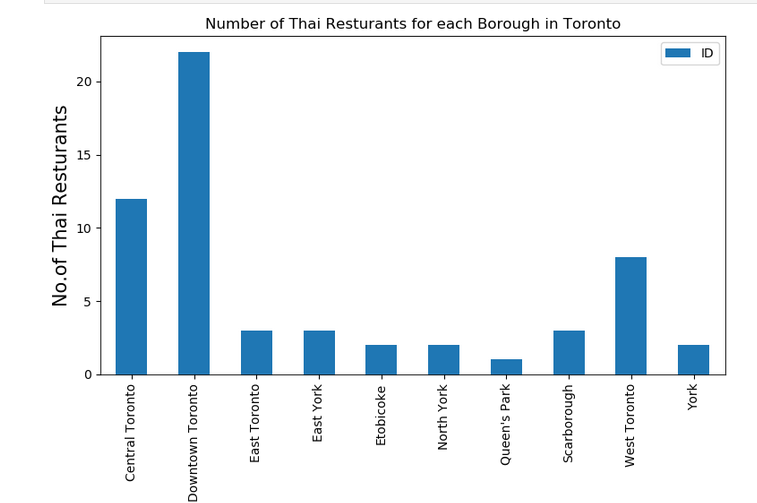 Number of Thai Resturants for each Borough in Toronto
ID
No.of Thai Resturants
20
15
10
5
0
Central Toronto
Downtown Toronto
East Toronto
East York
Etobicoke
North York
Queen's Park
Scarborough
West Toronto
York